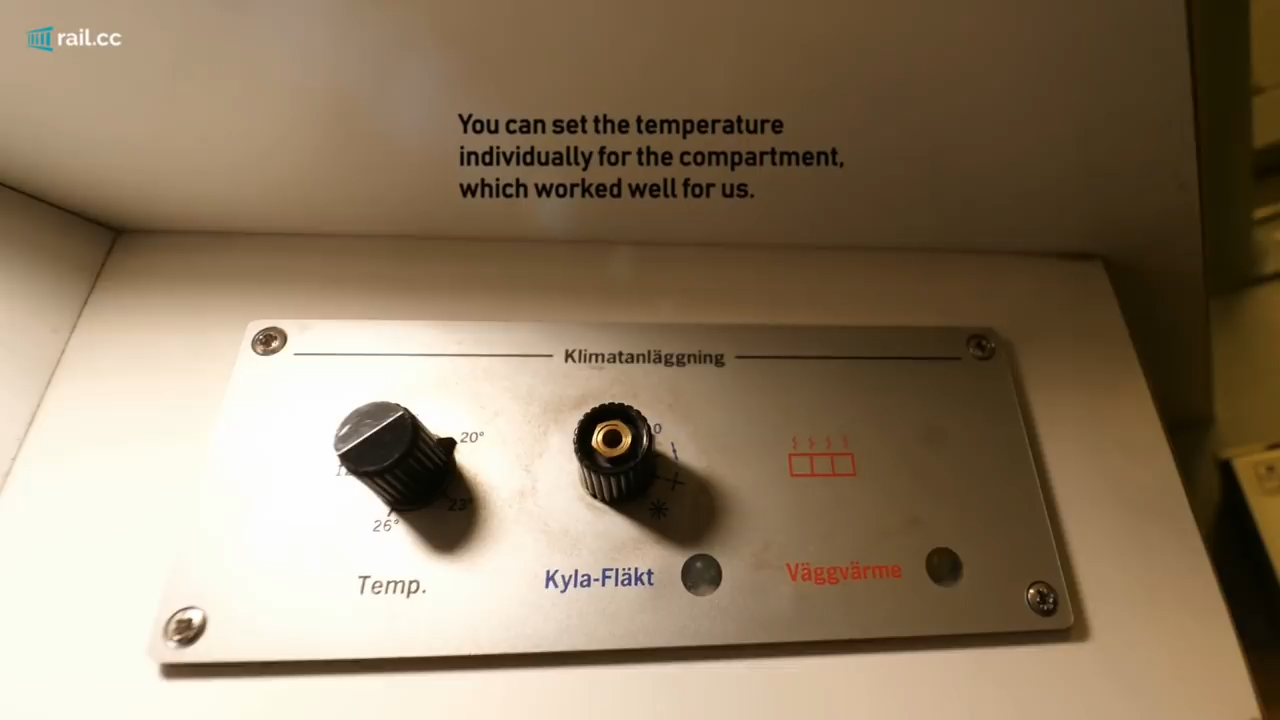 rail.cc
You can set the temperature
individually for the compartment,
which worked well for us.
Klimatanläggning
20°
23°
26°
0
Temp.
Kyla-Fläkt
Väggvärme